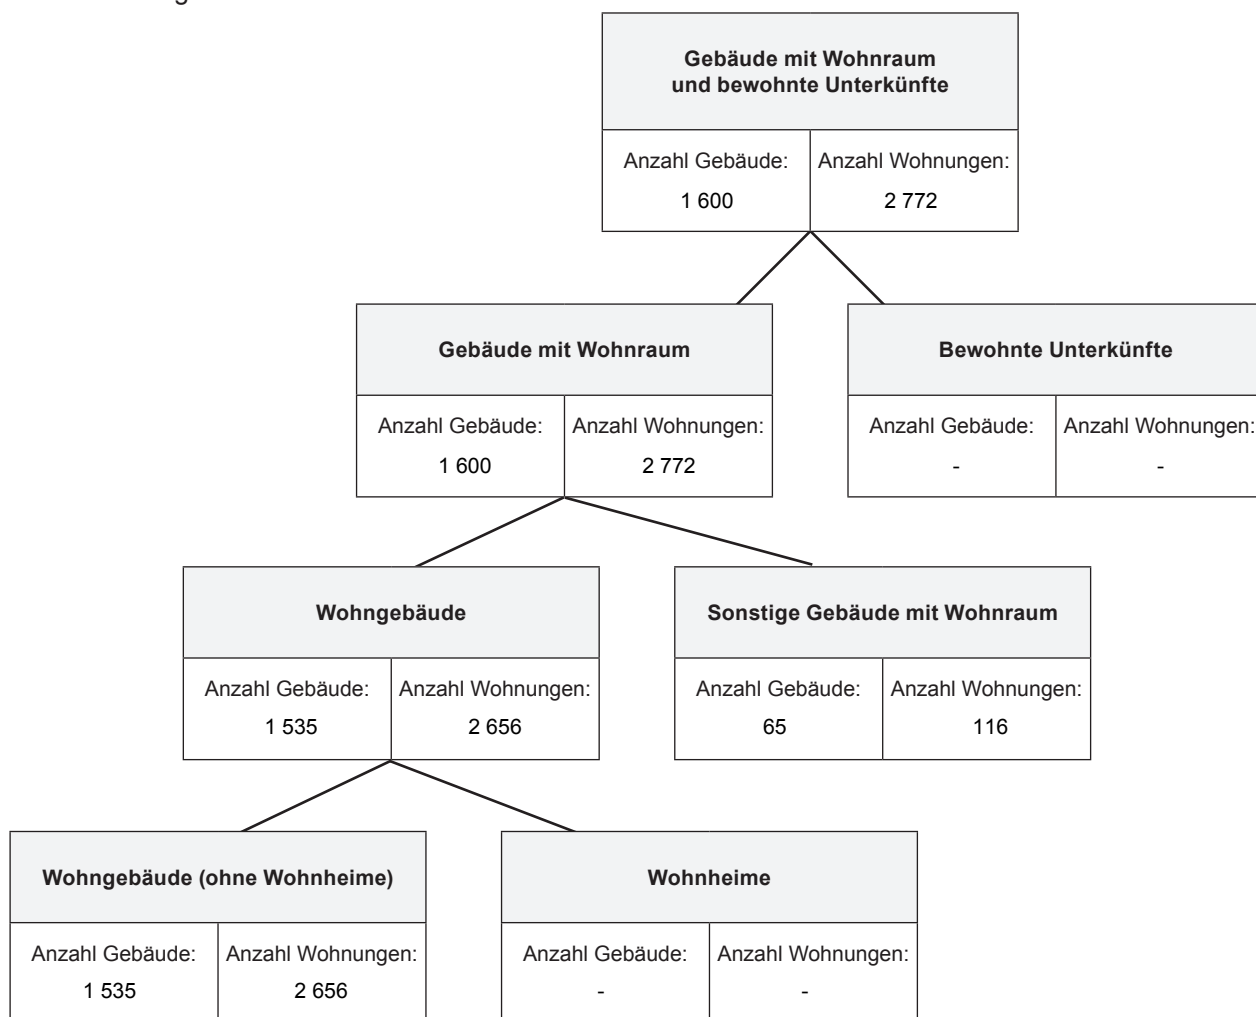 Gebäude mit Wohnraum
und bewohnte Unterkünfte
Anzahl Gebäude: Anzahl Wohnungen:
1 600 2 772
Gebäude mit Wohnraum Bewohnte Unterkünfte
Anzahl Gebäude: Anzahl Wohnungen: Anzahl Gebäude: Anzahl Wohnungen:
1 600 2 772 - -
Wohngebäude Sonstige Gebäude mit Wohnraum
Anzahl Gebäude: Anzahl Wohnungen: Anzahl Gebäude: Anzahl Wohnungen:
1 535 2 656 65 116
Wohngebäude (ohne Wohnheime) Wohnheime
Anzahl Gebäude: Anzahl Wohnungen: Anzahl Gebäude: Anzahl Wohnungen:
1 535 2 656 - -